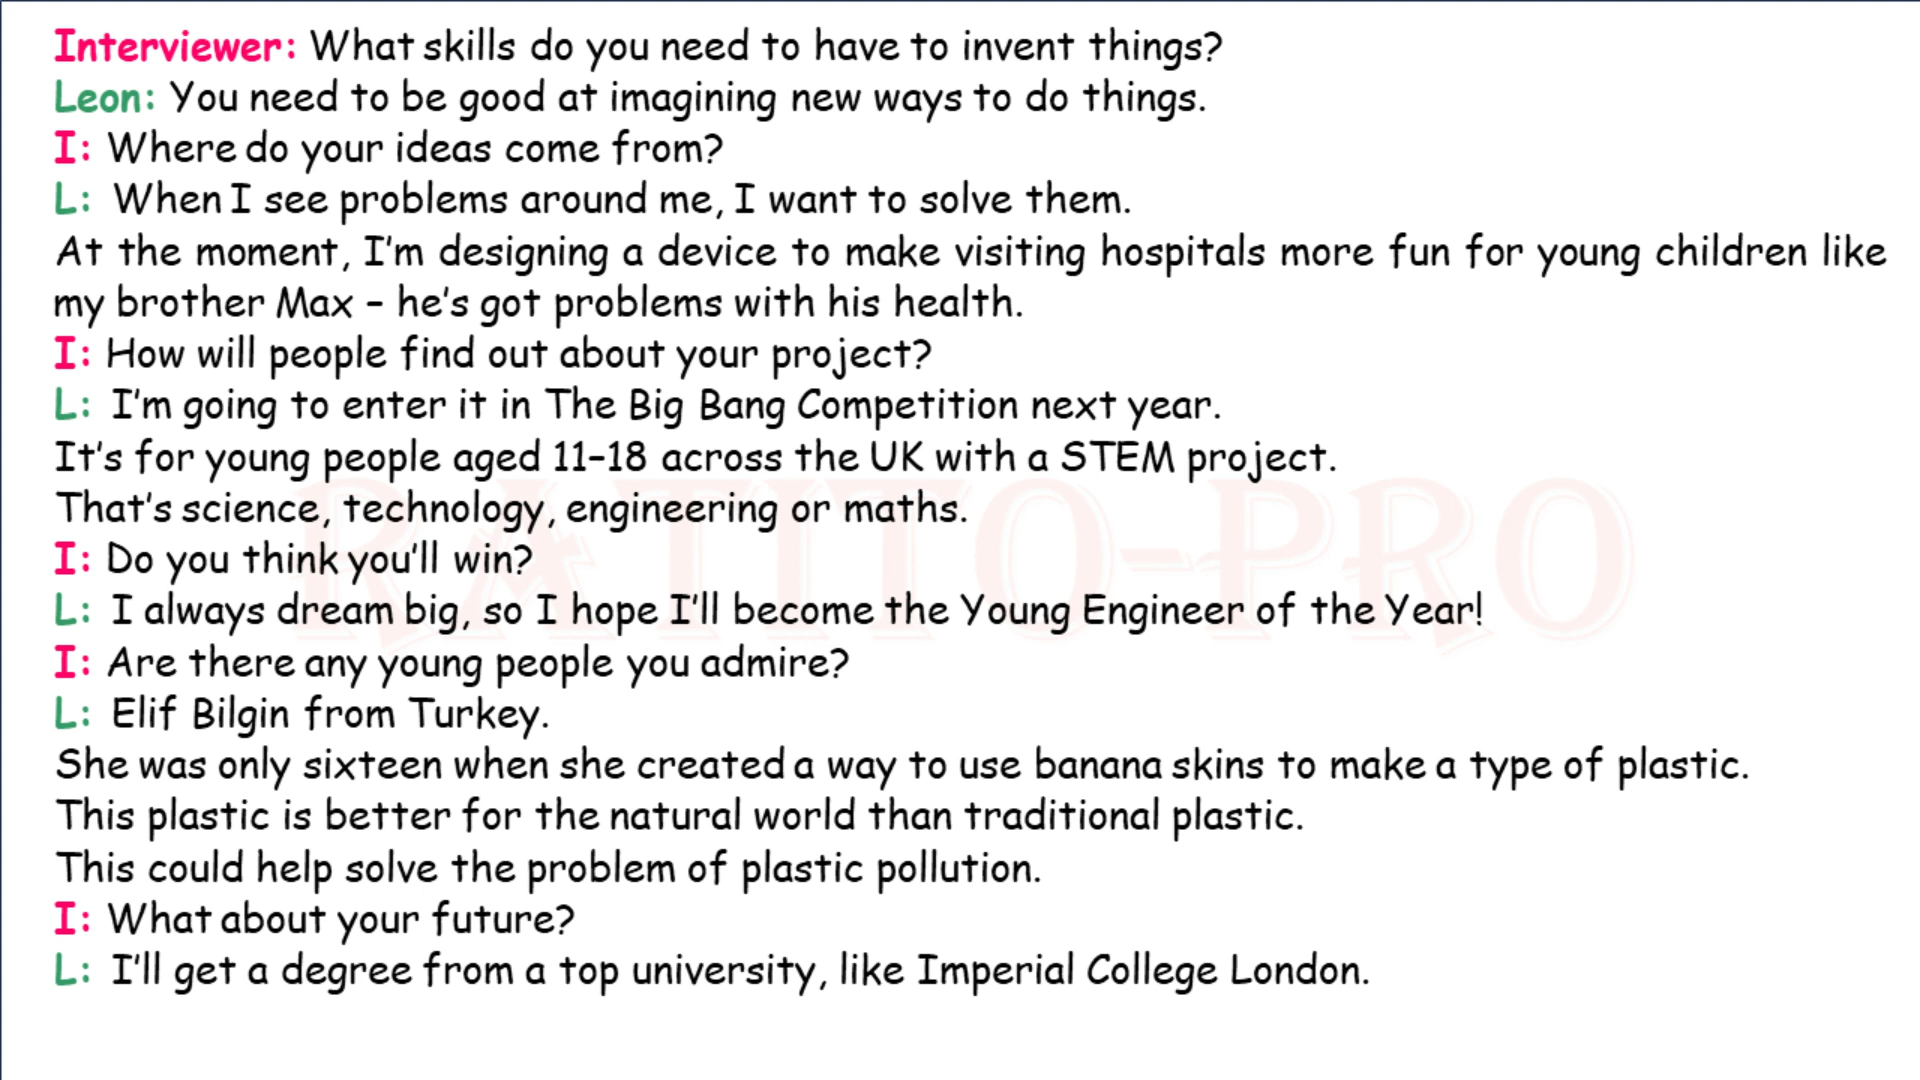 Interviewer: What skills do you need to have to invent things?
Leon: You need to be good at imagining new ways to do things.
I: Where do your ideas come from?
L: When I see problems around me, I want to solve them.
At the moment, I'm designing a device to make visiting hospitals more fun for young children like
my brother Max – he's got problems with his health.
I: How will people find out about your project?
L: I'm going to enter it in The Big Bang Competition next year.
It's for young people aged 11–18 across the UK with a STEM project.
That's science, technology, engineering or maths.
I: Do you think you'll win?
L: I always dream big, so I hope I'll become the Young Engineer of the Year!
I: Are there any young people you admire?
L: Elif Bilgin from Turkey.
She was only sixteen when she created a way to use banana skins to make a type of plastic.
This plastic is better for the natural world than traditional plastic.
This could help solve the problem of plastic pollution.
I: What about your future?
L: I'll get a degree from a top university, like Imperial College London.
RATITO-PRO